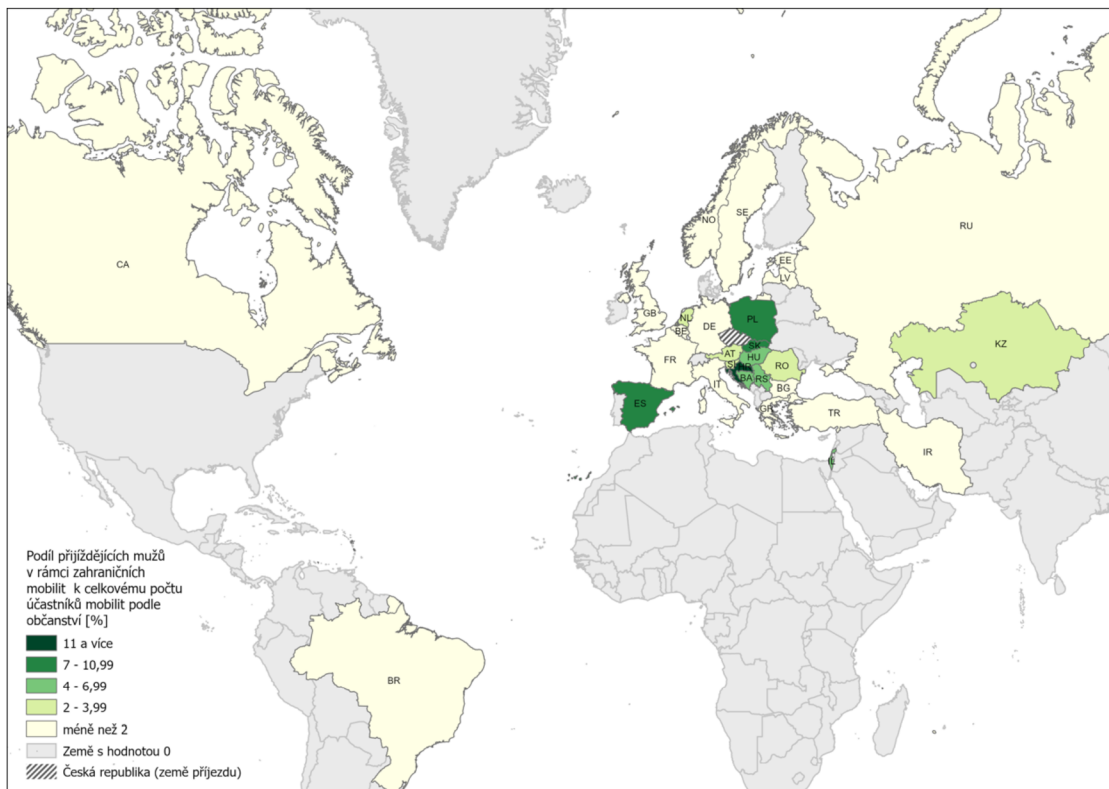 NO
SE
RU
CA
EE
LV
GB
NL
PL
DE
BE
SK
KZ
AT
HU
FR
RO
SI
HR
BA
RS
IT
BG
ES
GR
TR
IR
IL
BR
Podíl přijíždějících mužů
v rámci zahraničních
mobilit k celkovému počtu
účastníků mobilit podle
občanství [%]
11 a více
7 - 10,99
4 - 6,99
2 - 3,99
méně než 2
Země s hodnotou 0
Česká republika (země příjezdu)